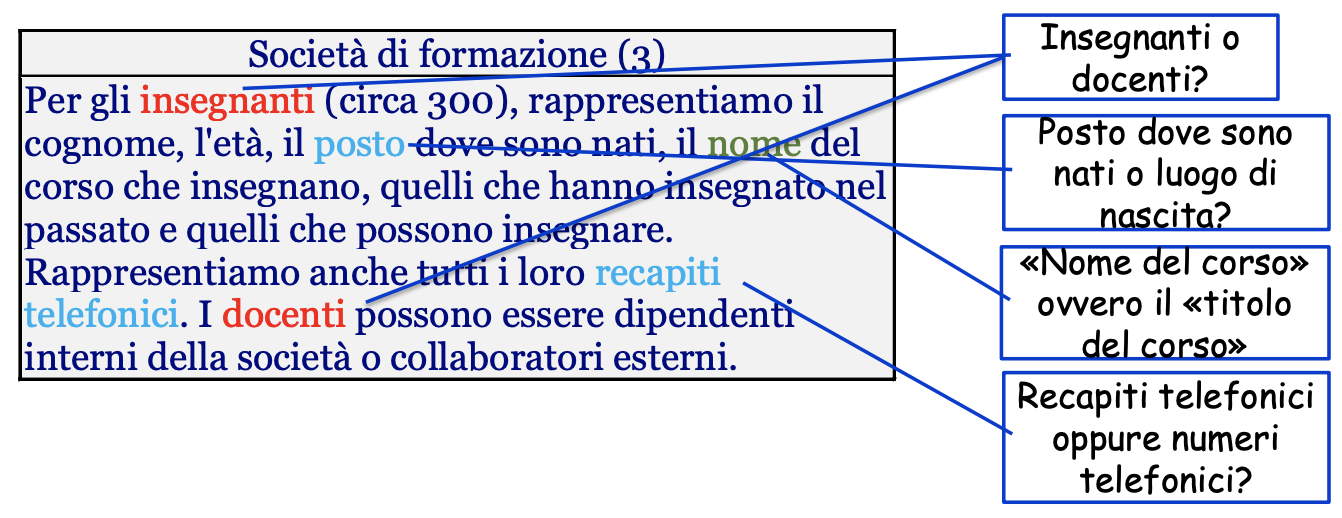 Società di formazione (3)
Per gli insegnanti (circa 300), rappresentiamo il
cognome, l'età, il posto dove sono nati, il nome del
corso che insegnano, quelli che hanno insegnato nel
passato e quelli che possono insegnare.
Rappresentiamo anche tutti i loro recapiti
telefonici. I docenti possono essere dipendenti
interni della società o collaboratori esterni.
Insegnanti o
docenti?
Posto dove sono
nati o luogo di
nascita?
«Nome del corso»
ovvero il «titolo
del corso»
Recapiti telefonici
oppure numeri
telefonici?